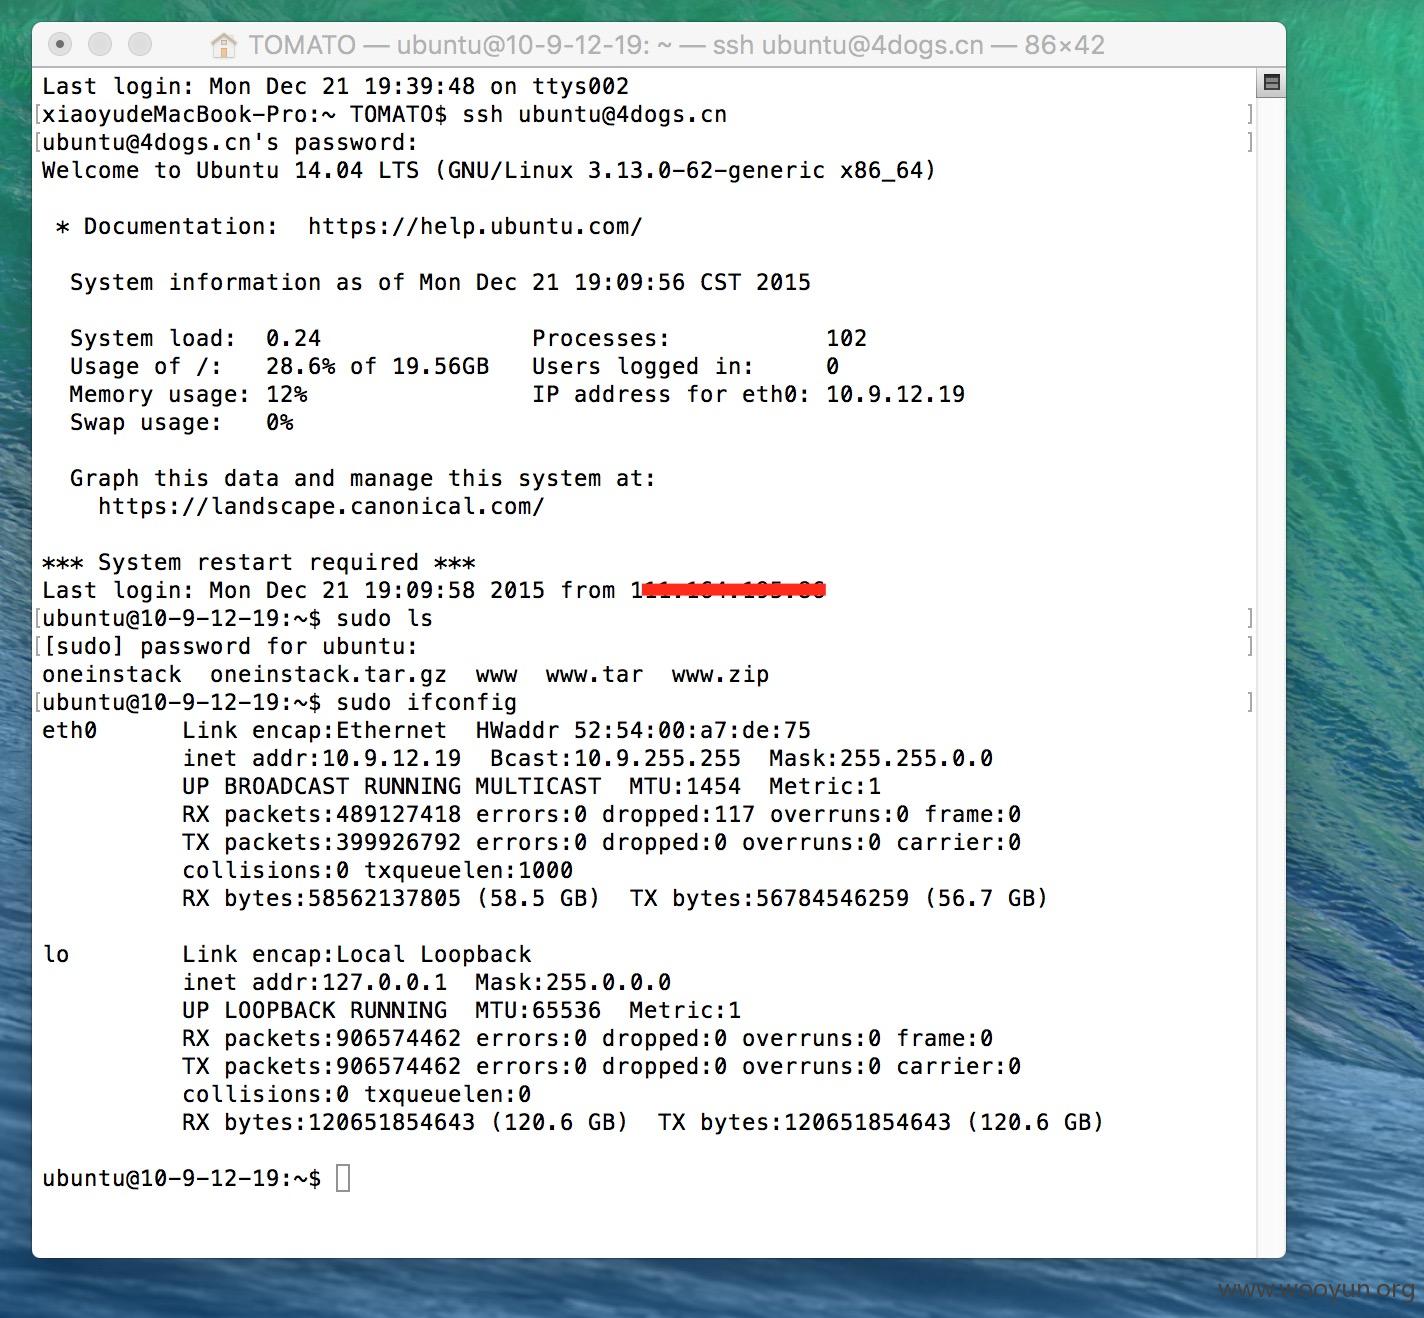 TOMATO — ubuntu@10-9-12-19: ~ — ssh ubuntu@4dogs.cn — 86×42
Last login: Mon Dec 21 19:39:48 on ttys002
[xiaoyudeMacBook-Pro:~ TOMATO$ ssh ubuntu@4dogs.cn ]
[ubuntu@4dogs.cn's password: ]
Welcome to Ubuntu 14.04 LTS (GNU/Linux 3.13.0-62-generic x86_64)
* Documentation:  https://help.ubuntu.com/
System information as of Mon Dec 21 19:09:56 CST 2015
System load:  0.24               Processes:           102
Usage of /:   28.6% of 19.56GB   Users logged in:     0
Memory usage: 12%                IP address for eth0: 10.9.12.19
Swap usage:   0%
Graph this data and manage this system at:
https://landscape.canonical.com/
*** System restart required ***
Last login: Mon Dec 21 19:09:58 2015 from
[ubuntu@10-9-12-19:~$ sudo ls ]
[[sudo] password for ubuntu: ]
oneinstack  oneinstack.tar.gz  www  www.tar  www.zip
[ubuntu@10-9-12-19:~$ sudo ifconfig ]
eth0      Link encap:Ethernet  HWaddr 52:54:00:a7:de:75
inet addr:10.9.12.19  Bcast:10.9.255.255  Mask:255.255.0.0
UP BROADCAST RUNNING MULTICAST  MTU:1454  Metric:1
RX packets:489127418 errors:0 dropped:117 overruns:0 frame:0
TX packets:399926792 errors:0 dropped:0 overruns:0 carrier:0
collisions:0 txqueuelen:1000
RX bytes:58562137805 (58.5 GB)  TX bytes:56784546259 (56.7 GB)
lo        Link encap:Local Loopback
inet addr:127.0.0.1  Mask:255.0.0.0
UP LOOPBACK RUNNING  MTU:65536  Metric:1
RX packets:906574462 errors:0 dropped:0 overruns:0 frame:0
TX packets:906574462 errors:0 dropped:0 overruns:0 carrier:0
collisions:0 txqueuelen:0
RX bytes:120651854643 (120.6 GB)  TX bytes:120651854643 (120.6 GB)
ubuntu@10-9-12-19:~$
www.wooyun.org